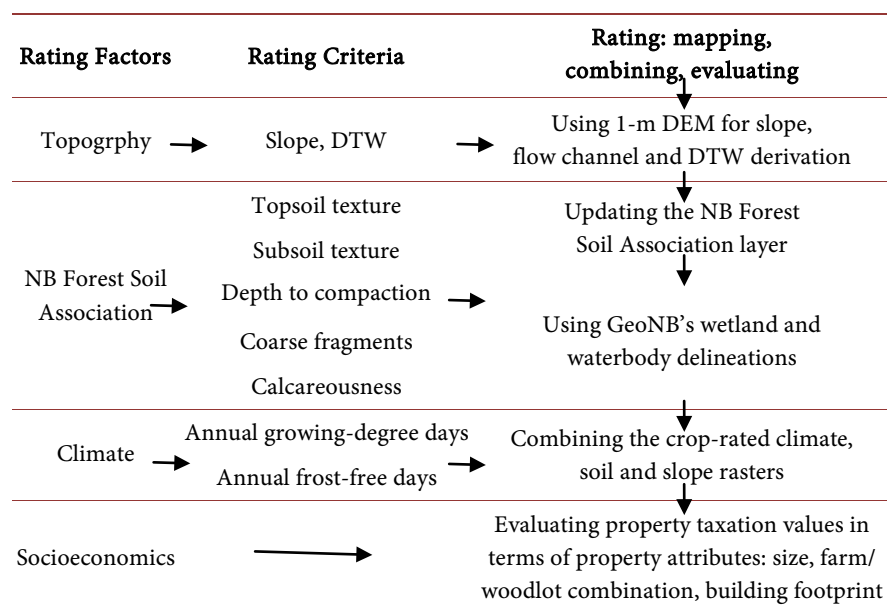 Rating Factors
Rating Criteria
Rating: mapping,
combining, evaluating
Topogrphy
Slope, DTW
Using 1-m DEM for slope,
flow channel and DTW derivation
NB Forest Soil
Association
Topsoil texture
Subsoil texture
Depth to compaction
Coarse fragments
Calcareousness
Updating the NB Forest
Soil Association layer
Using GeoNB's wetland and
waterbody delineations
Climate
Annual growing-degree days
Annual frost-free days
Combining the crop-rated climate,
soil and slope rasters
Socioeconomics
Evaluating property taxation values in
terms of property attributes: size, farm/
woodlot combination, building footprint